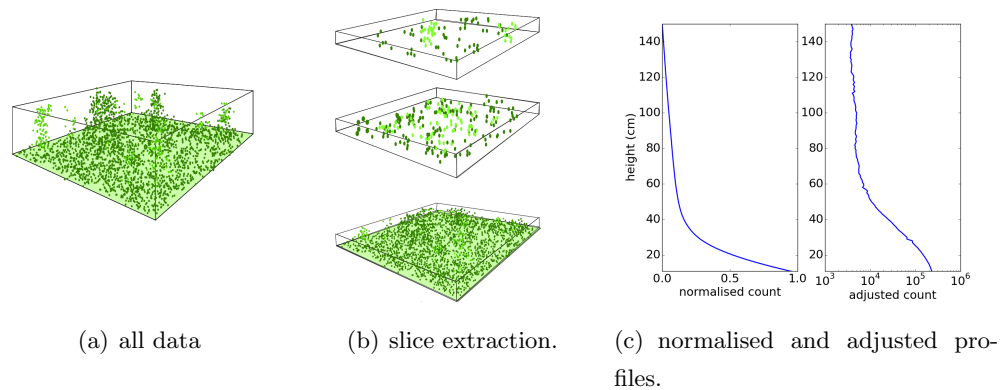 height (cm)
140
120
100
80
60
40
20
0.0 0.5 1.0
normalised count
140
120
100
80
60
40
20
10³ 10⁴ 10⁵ 10⁶
adjusted count
(a) all data
(b) slice extraction.
(c) normalised and adjusted pro-
files.